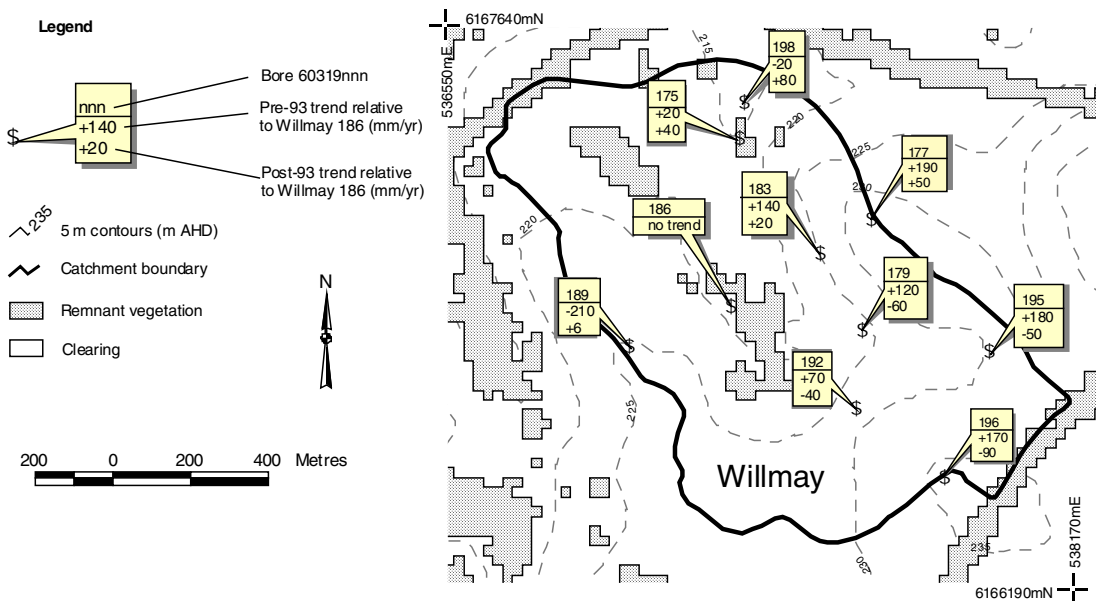 Legend
nnn
+140
+20
$
Bore 60319nnn
Pre-93 trend relative
to Willmay 186 (mm/yr)
Post-93 trend relative
to Willmay 186 (mm/yr)
235
5 m contours (m AHD)
Catchment boundary
Remnant vegetation
Clearing
N
200 0 200 400 Metres
6167640mN
536550mE
215
198
-20
+80
$
175
+20
+40
$
220
225
177
+190
+50
$
183
+140
+20
$
186
no trend
$
220
179
+120
-60
$
189
-210
+6
$
195
+180
-50
$
192
+70
-40
$
225
196
+170
-90
$
Willmay
230
235
538170mE
6166190mN